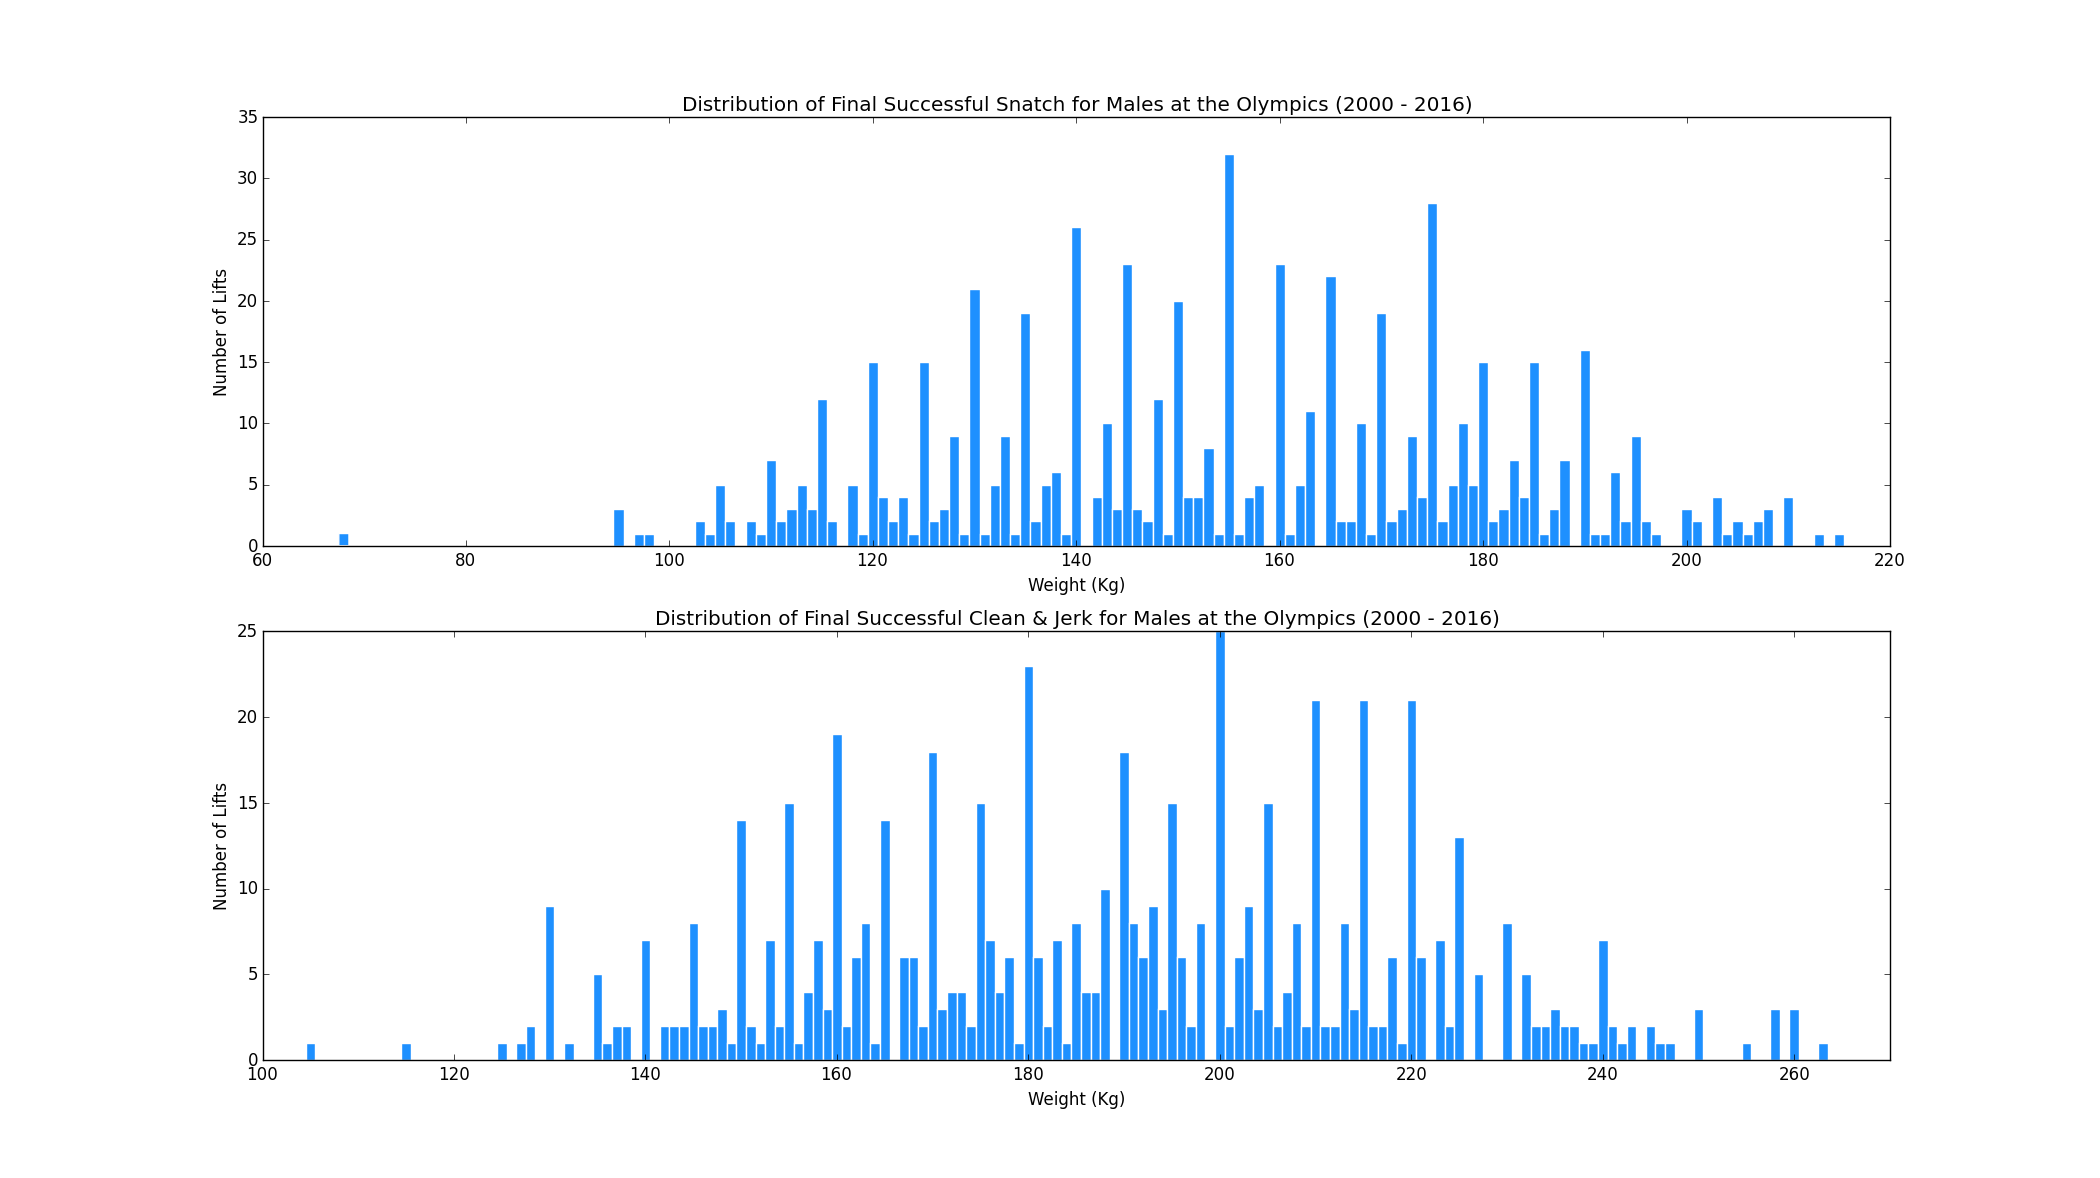 Distribution of Final Successful Snatch for Males at the Olympics (2000 - 2016)
35
30
25
20
15
10
5
0
Number of Lifts
60 80 100 120 140 160 180 200 220
Weight (Kg)
Distribution of Final Successful Clean & Jerk for Males at the Olympics (2000 - 2016)
25
20
15
10
5
0
Number of Lifts
100 120 140 160 180 200 220 240 260
Weight (Kg)